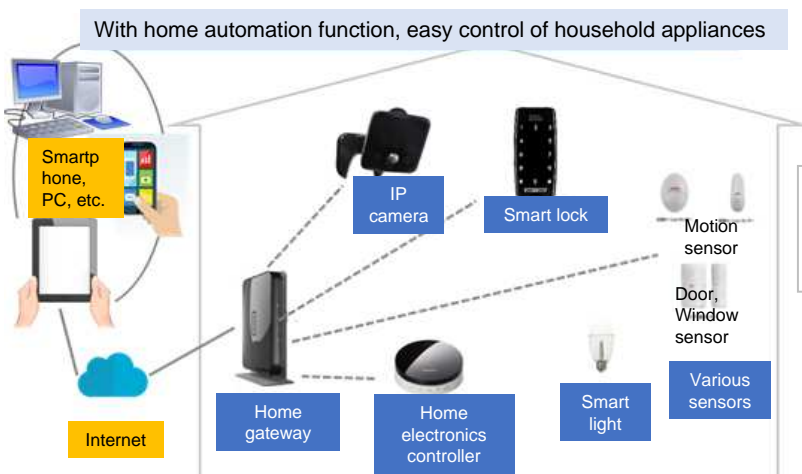 With home automation function, easy control of household appliances
Smartp
hone,
PC, etc.
IP
camera
Smart lock
Motion
sensor
Door,
Window
sensor
Home
gateway
Home
electronics
controller
Smart
light
Various
sensors
Internet